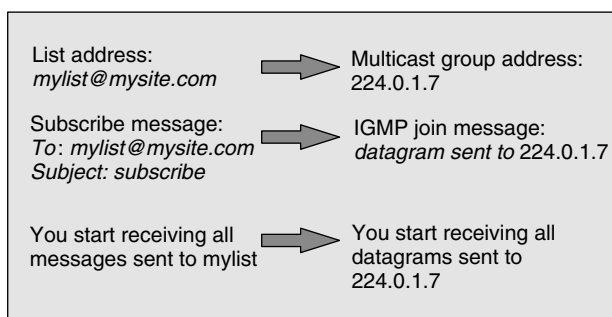 List address:
mylist@mysite.com
Multicast group address:
224.0.1.7
Subscribe message:
To: mylist@mysite.com
Subject: subscribe
IGMP join message:
datagram sent to 224.0.1.7
You start receiving all
messages sent to mylist
You start receiving all
datagrams sent to
224.0.1.7